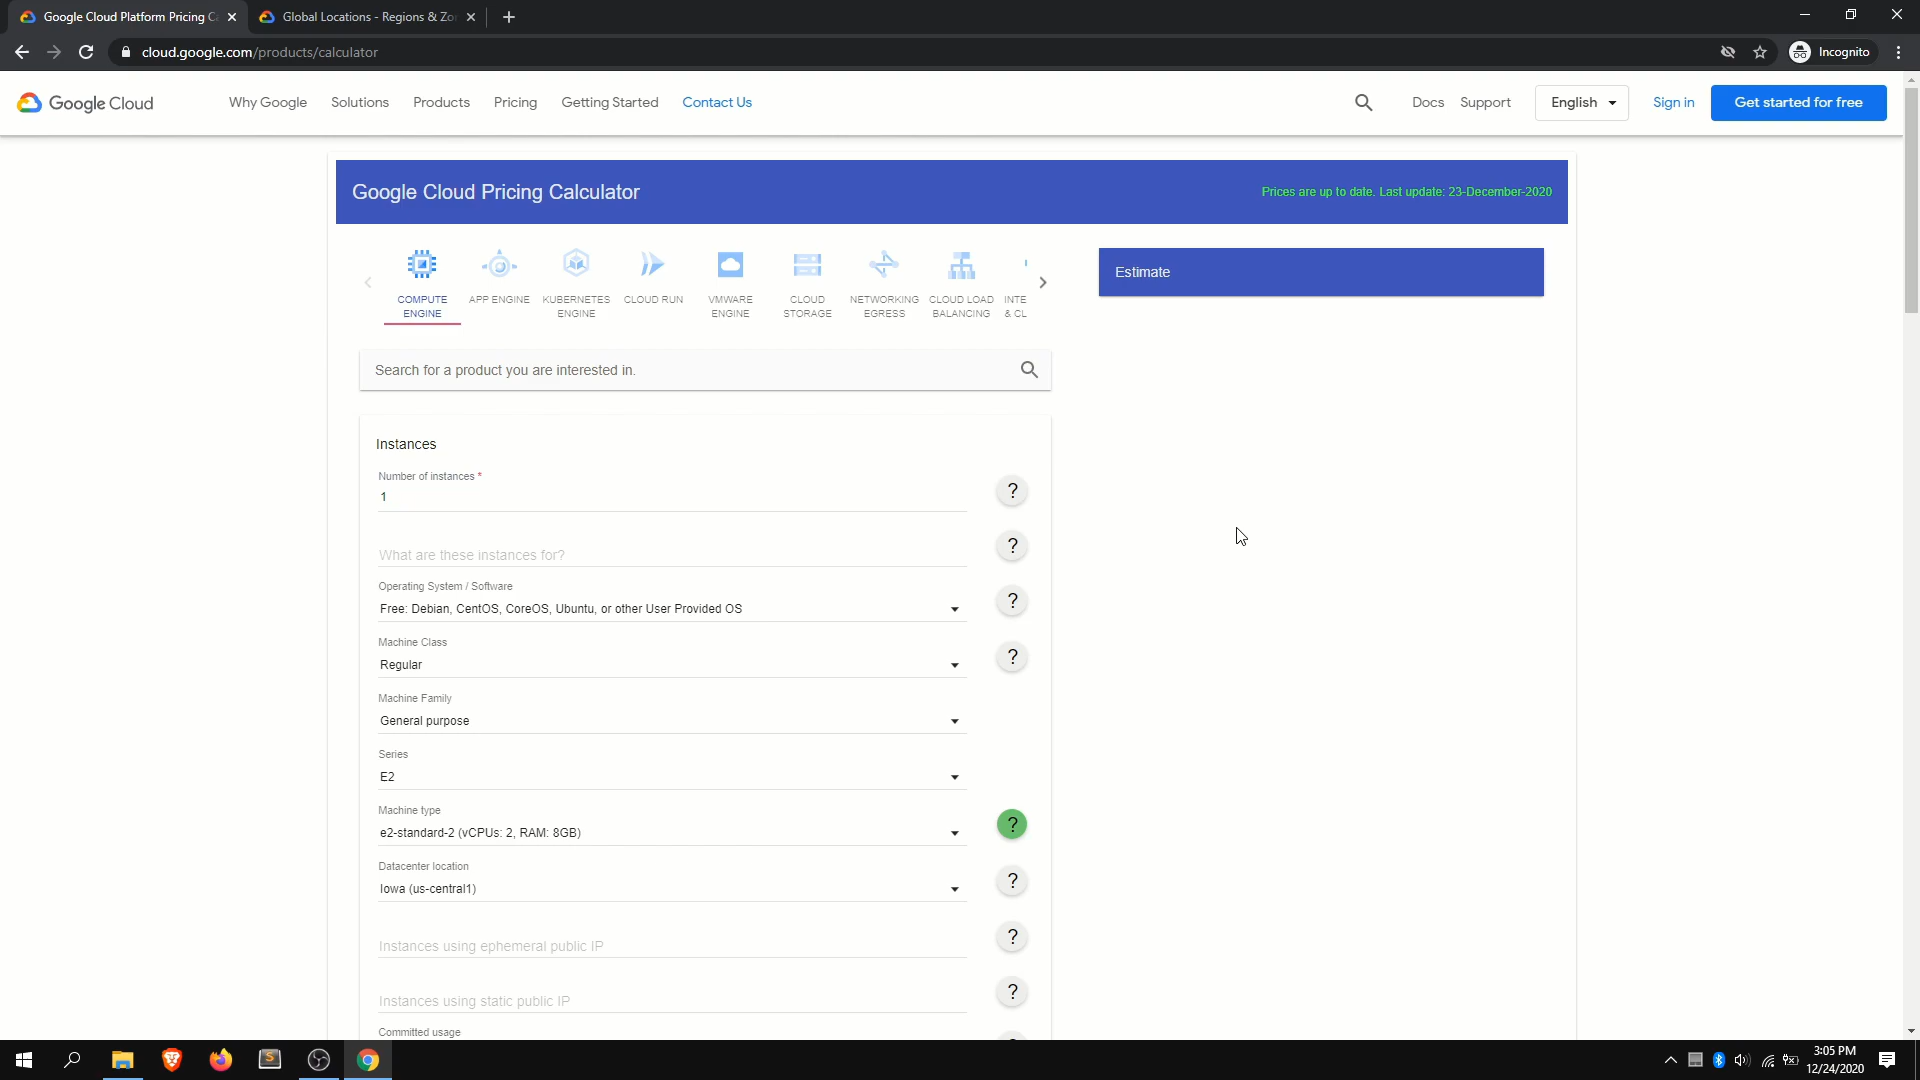 Google Cloud Platform Pricing Ca
Global Locations - Regions & Zo
cloud.google.com/products/calculator
Incognito
Google Cloud
Why Google
Solutions
Products
Pricing
Getting Started
Contact Us
Docs
Support
English
Sign in
Get started for free
Google Cloud Pricing Calculator
Prices are up to date. Last update: 23-December-2020
COMPUTE
ENGINE
APP ENGINE
KUBERNETES
ENGINE
CLOUD RUN
VMWARE
ENGINE
CLOUD
STORAGE
NETWORKING
EGRESS
CLOUD LOAD
BALANCING
INTE
& CL
Estimate
Search for a product you are interested in.
Instances
Number of instances *
1
?
What are these instances for?
?
Operating System / Software
Free: Debian, CentOS, CoreOS, Ubuntu, or other User Provided OS
?
Machine Class
Regular
?
Machine Family
General purpose
Series
E2
Machine type
e2-standard-2 (vCPUs: 2, RAM: 8GB)
?
Datacenter location
Iowa (us-central1)
?
Instances using ephemeral public IP
?
Instances using static public IP
?
Committed usage
3:05 PM
12/24/2020